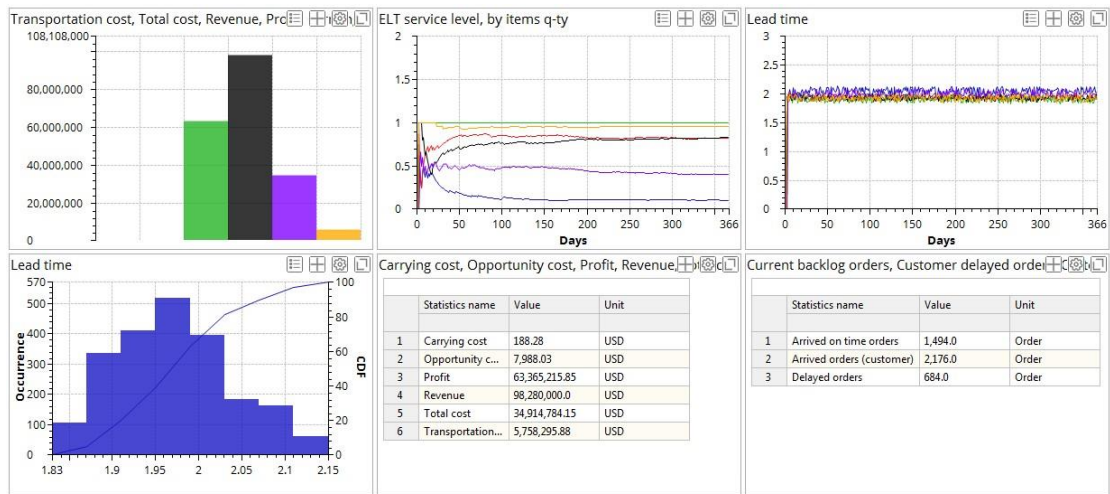 Transportation cost, Total cost, Revenue, Pro
108,108,000
80,000,000
60,000,000
40,000,000
20,000,000
0
ELT service level, by items q-ty
2
1.5
1
0.5
0
0 50 100 150 200 250 300 366
Days
Lead time
3
2.5
2
1.5
1
0.5
0
0 50 100 150 200 250 300 366
Days
Lead time
570
500
400
300
200
100
0
Occurrence
100
80
60
40
20
0
CDF
1.83 1.9 1.95 2 2.05 2.1 2.15
Carrying cost, Opportunity cost, Profit, Revenue,
Statistics name Value Unit
1 Carrying cost 188.28 USD
2 Opportunity c... 7,988.03 USD
3 Profit 63,365,215.85 USD
4 Revenue 98,280,000.0 USD
5 Total cost 34,914,784.15 USD
6 Transportation... 5,758,295.88 USD
Current backlog orders, Customer delayed order
Statistics name Value Unit
1 Arrived on time orders 1,494.0 Order
2 Arrived orders (customer) 2,176.0 Order
3 Delayed orders 684.0 Order